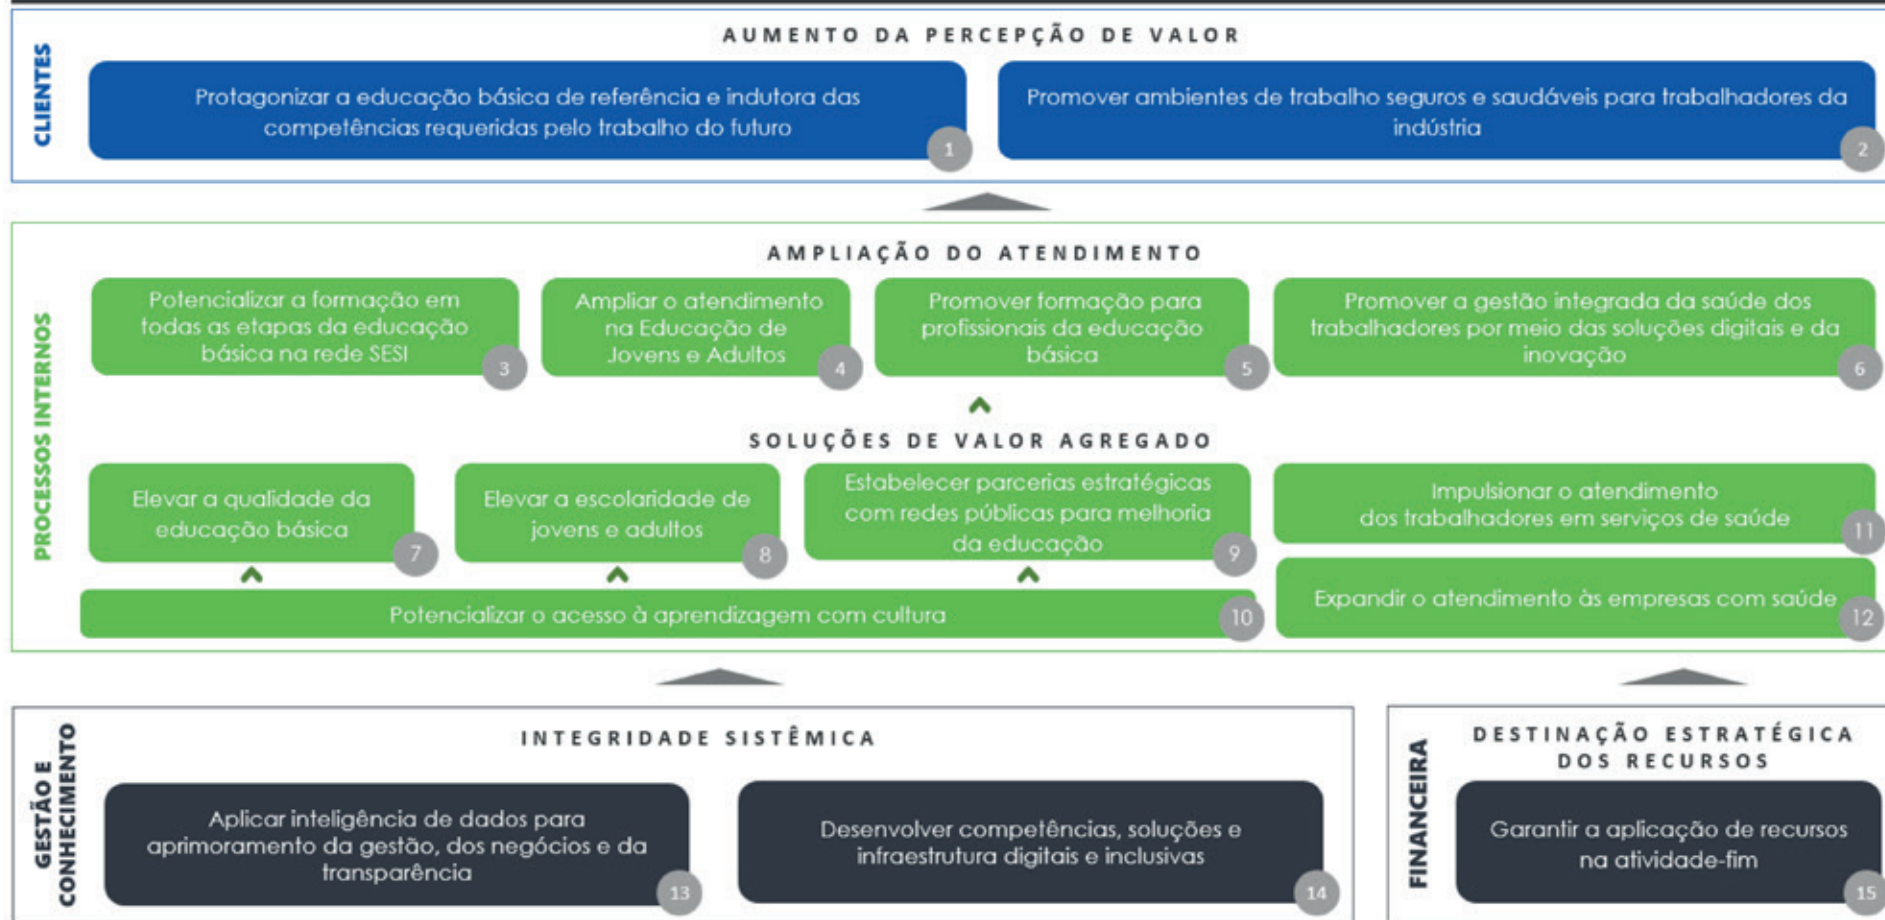 CLIENTES
AUMENTO DA PERCEPÇÃO DE VALOR
Protagonizar a educação básica de referência e indutora das
competências requeridas pelo trabalho do futuro
1
Promover ambientes de trabalho seguros e saudáveis para trabalhadores da
indústria
2
PROCESSOS INTERNOS
AMPLIAÇÃO DO ATENDIMENTO
Potencializar a formação em
todas as etapas da educação
básica na rede SESI
3
Ampliar o atendimento
na Educação de
Jovens e Adultos
4
Promover formação para
profissionais da educação
básica
5
Promover a gestão integrada da saúde dos
trabalhadores por meio das soluções digitais e da
inovação
6
SOLUÇÕES DE VALOR AGREGADO
Elevar a qualidade da
educação básica
7
Elevar a escolaridade de
jovens e adultos
8
Estabelecer parcerias estratégicas
com redes públicas para melhoria
da educação
9
Impulsionar o atendimento
dos trabalhadores em serviços de saúde
11
Potencializar o acesso à aprendizagem com cultura
10
Expandir o atendimento às empresas com saúde
12
GESTÃO E
CONHECIMENTO
INTEGRIDADE SISTÊMICA
Aplicar inteligência de dados para
aprimoramento da gestão, dos negócios e da
transparência
13
Desenvolver competências, soluções e
infraestrutura digitais e inclusivas
14
FINANCEIRA
DESTINAÇÃO ESTRATÉGICA
DOS RECURSOS
Garantir a aplicação de recursos
na atividade-fim
15